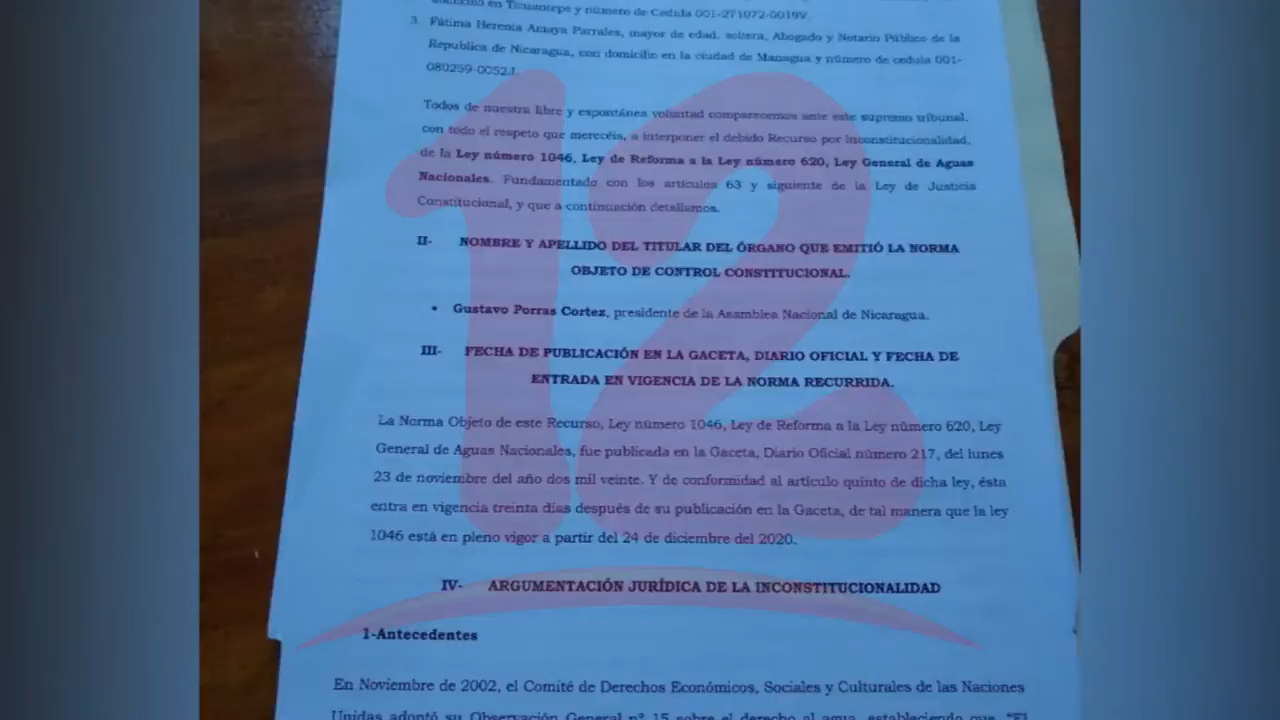 en Ticuantepe y número de Cedula 001-271072-0019V.
3. Fátima Herenia Amaya Parrales, mayor de edad, soltera, Abogado y Notario Público de la
Republica de Nicaragua, con domicilio en la ciudad de Managua y número de cedula 001-
080259-0052J.
Todos de nuestra libre y espontánea voluntad comparecemos ante este supremo tribunal,
con todo el respeto que merecéis, a interponer el debido Recurso por Inconstitucionalidad,
de la Ley número 1046, Ley de Reforma a la Ley número 620, Ley General de Aguas
Nacionales. Fundamentado con los artículos 63 y siguiente de la Ley de Justicia
Constitucional, y que a continuación detallamos.
II- NOMBRE Y APELLIDO DEL TITULAR DEL ÓRGANO QUE EMITIÓ LA NORMA
OBJETO DE CONTROL CONSTITUCIONAL.
• Gustavo Porras Cortez, presidente de la Asamblea Nacional de Nicaragua.
III- FECHA DE PUBLICACIÓN EN LA GACETA, DIARIO OFICIAL Y FECHA DE
ENTRADA EN VIGENCIA DE LA NORMA RECURRIDA.
La Norma Objeto de este Recurso, Ley número 1046, Ley de Reforma a la Ley número 620, Ley
General de Aguas Nacionales, fue publicada en la Gaceta, Diario Oficial número 217, del lunes
23 de noviembre del año dos mil veinte. Y de conformidad al artículo quinto de dicha ley, ésta
entra en vigencia treinta días después de su publicación en la Gaceta, de tal manera que la ley
1046 está en pleno vigor a partir del 24 de diciembre del 2020.
IV- ARGUMENTACIÓN JURÍDICA DE LA INCONSTITUCIONALIDAD
1-Antecedentes
En Noviembre de 2002, el Comité de Derechos Económicos, Sociales y Culturales de las Naciones
Unidas adoptó su Observación General nº 15 sobre el derecho al agua, estableciendo que "El
12